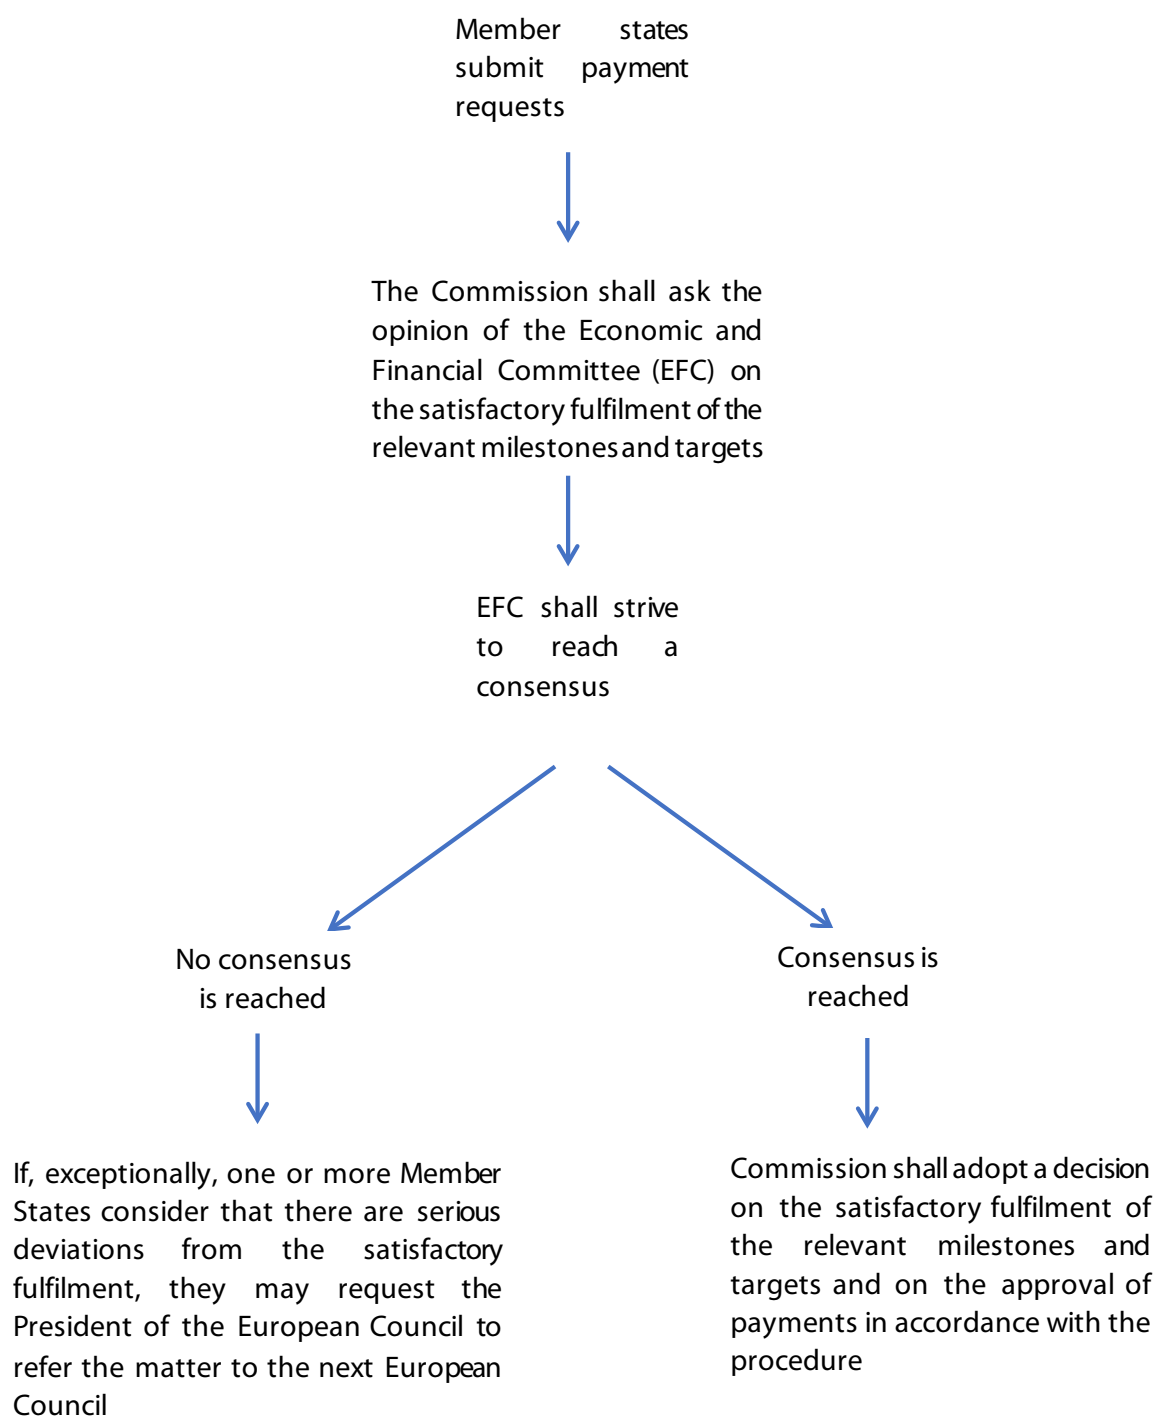 Member states
submit payment
requests
The Commission shall ask the
opinion of the Economic and
Financial Committee (EFC) on
the satisfactory fulfilment of the
relevant milestones and targets
EFC shall strive
to reach a
consensus
No consensus
is reached
Consensus is
reached
If, exceptionally, one or more Member
States consider that there are serious
deviations from the satisfactory
fulfilment, they may request the
President of the European Council to
refer the matter to the next European
Council
Commission shall adopt a decision
on the satisfactory fulfilment of
the relevant milestones and
targets and on the approval of
payments in accordance with the
procedure